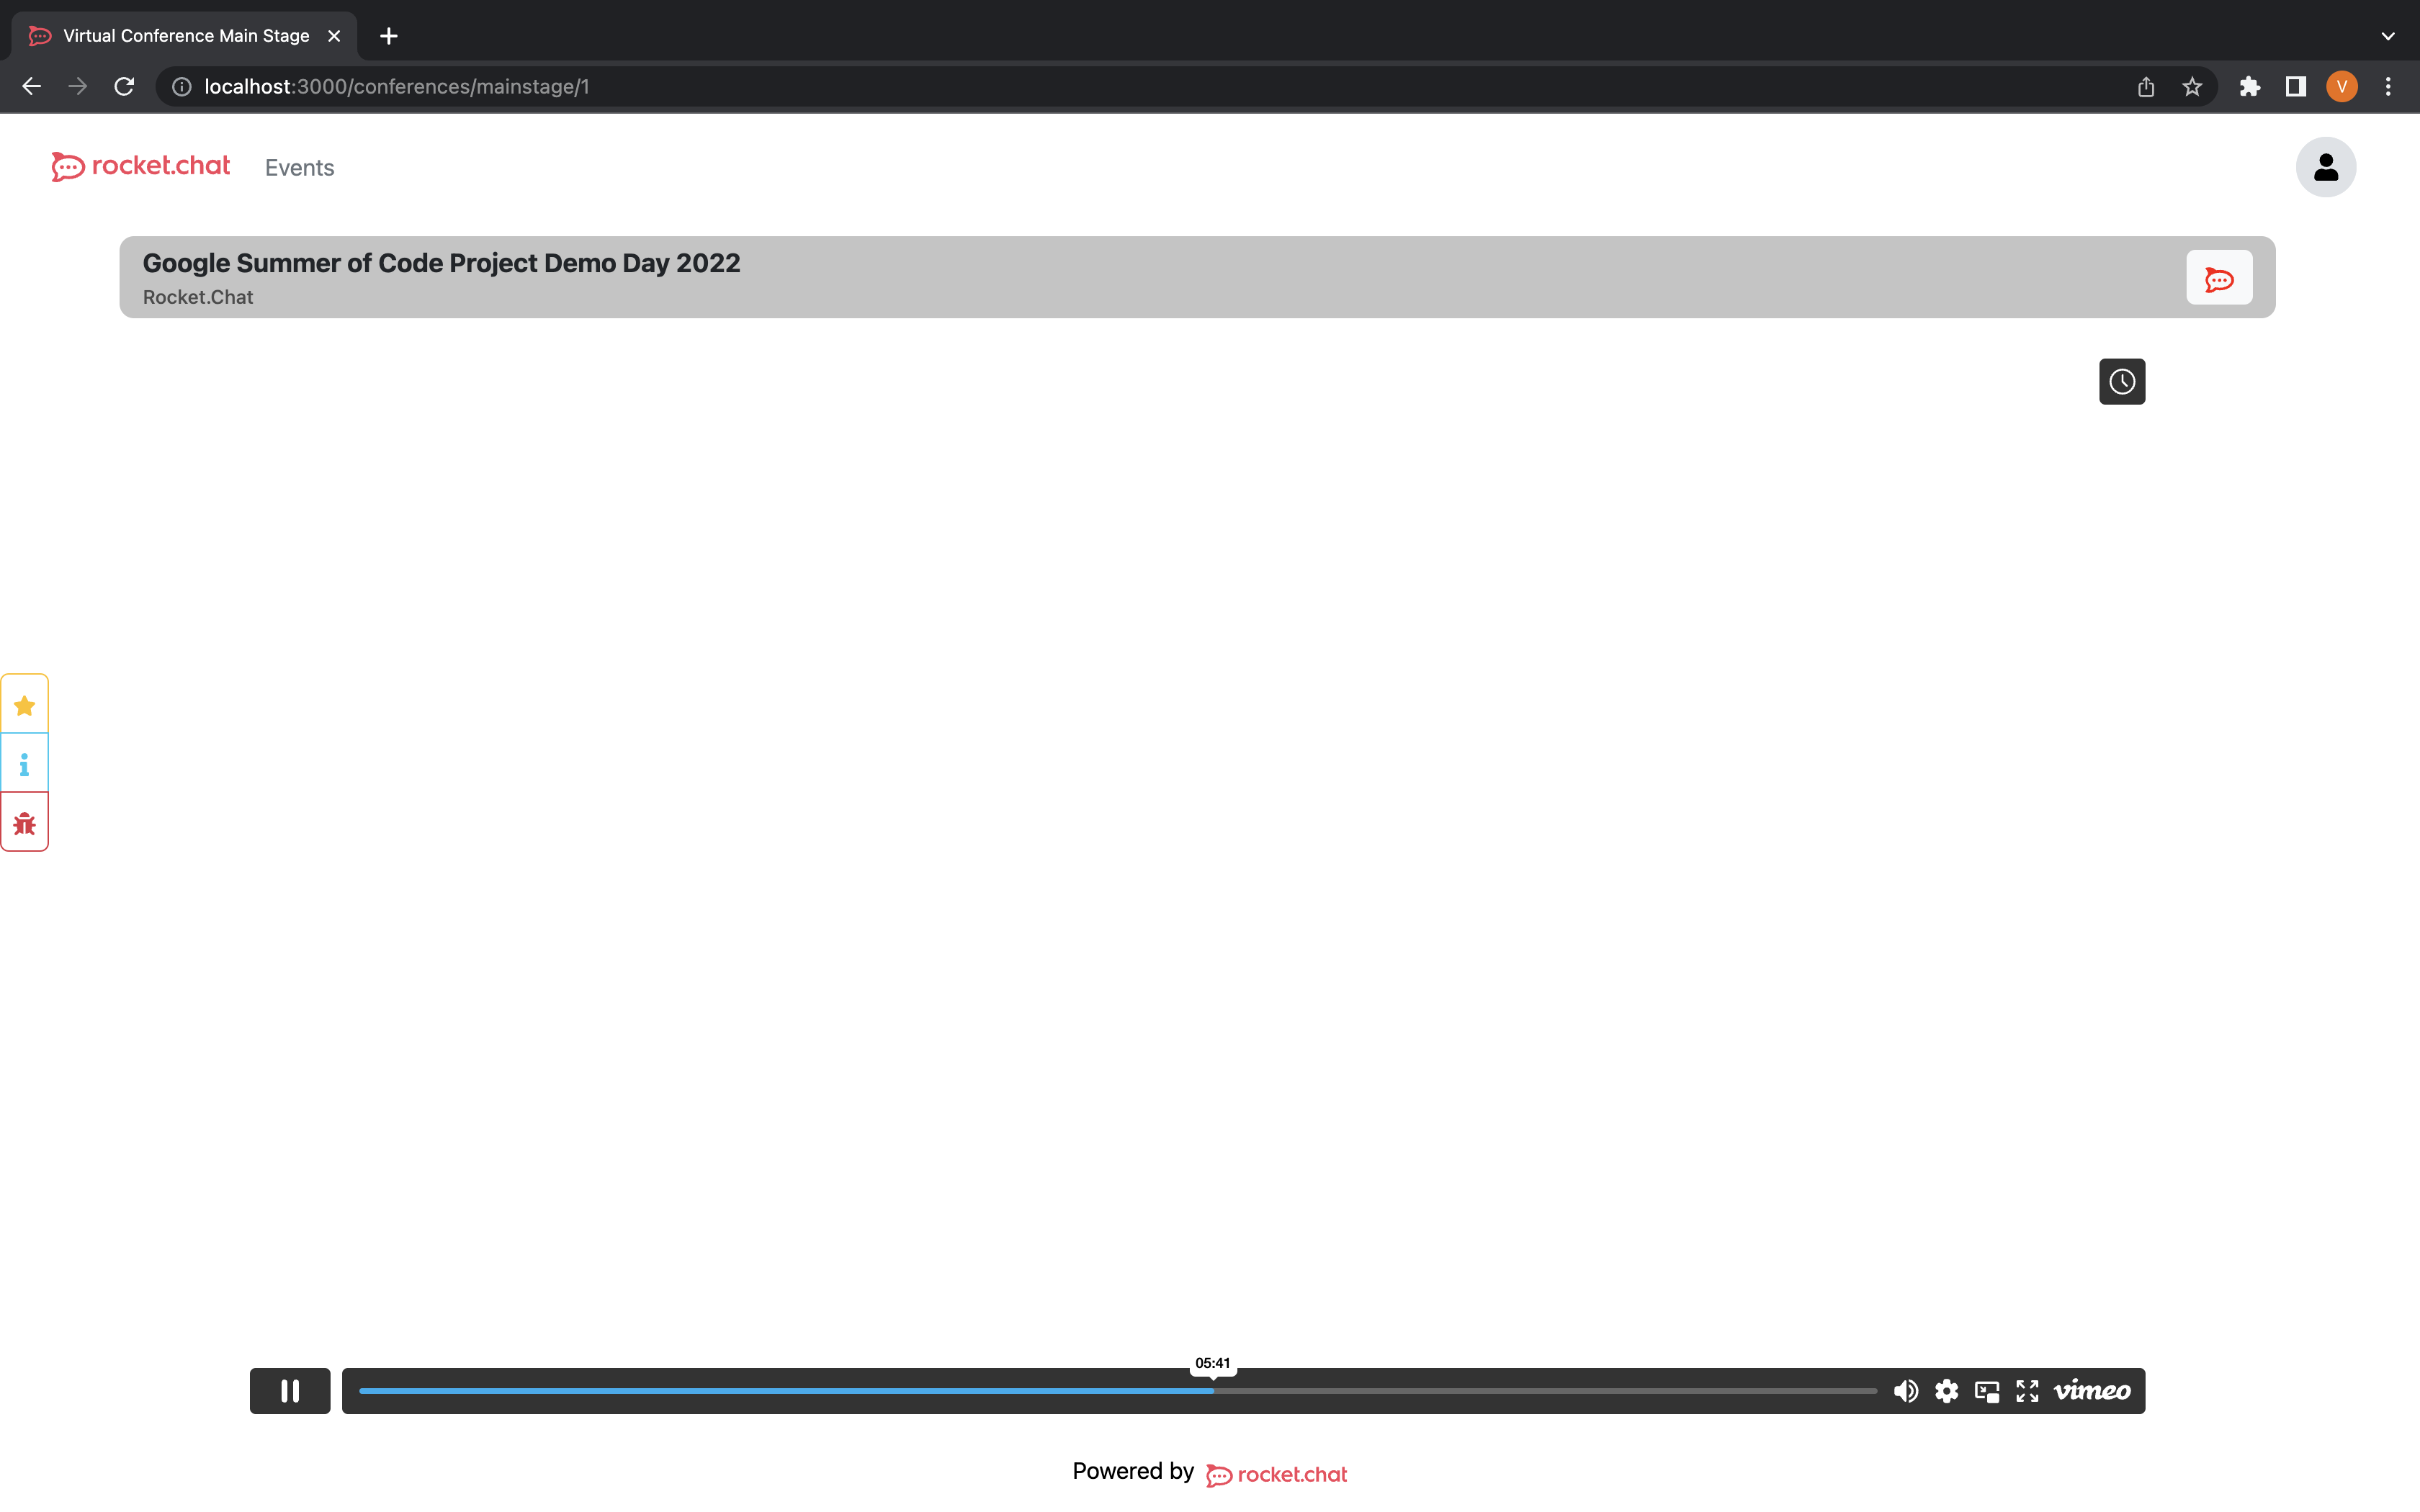 Virtual Conference Main Stage
localhost:3000/conferences/mainstage/1
V
rocket.chat
Events
Google Summer of Code Project Demo Day 2022
Rocket.Chat
05:41
vimeo
Powered by rocket.chat